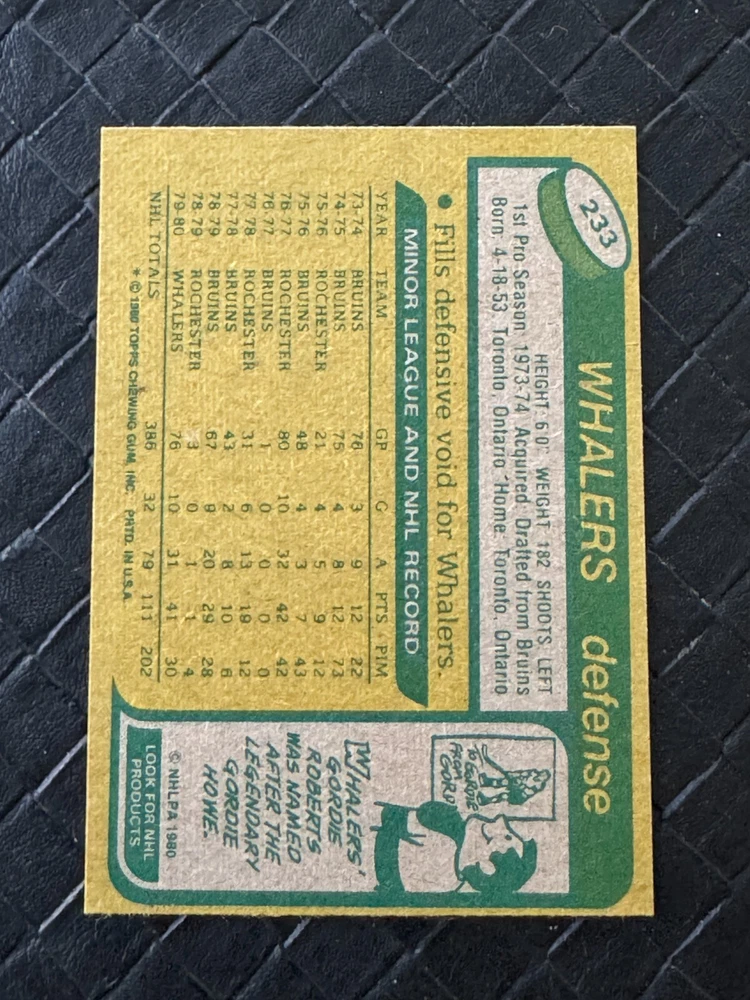 233 WHALERS defense
HEIGHT: 6'0" WEIGHT: 182 SHOOTS: LEFT
1st Pro Season: 1973-74 Acquired: Drafted from Bruins
Born: 4-18-53, Toronto, Ontario Home: Toronto, Ontario
• Fills defensive void for Whalers.
MINOR LEAGUE AND NHL RECORD
YEAR TEAM GP G A PTS PIM
73-74 BRUINS 76 3 9 12 22
74-75 BRUINS 75 4 8 12 73
75-76 ROCHESTER 21 4 5 9 12
75-76 BRUINS 48 4 3 7 43
76-77 ROCHESTER 80 10 32 42 42
76-77 BRUINS 1 0 0 0 0
77-78 ROCHESTER 31 6 13 19 12
77-78 BRUINS 43 2 8 10 6
78-79 BRUINS 67 9 20 29 28
78-79 ROCHESTER 3 0 1 1 4
79-80 WHALERS 76 10 31 41 30
NHL TOTALS 386 32 79 111 202
* © 1980 TOPPS CHEWING GUM, INC. PRTD. IN U.S.A.
TO GORDIE
FROM
GORD
WHALERS'
GORDIE
ROBERTS
WAS NAMED
AFTER THE
LEGENDARY
GORDIE
HOWE.
© NHLPA 1980
LOOK FOR NHL
PRODUCTS